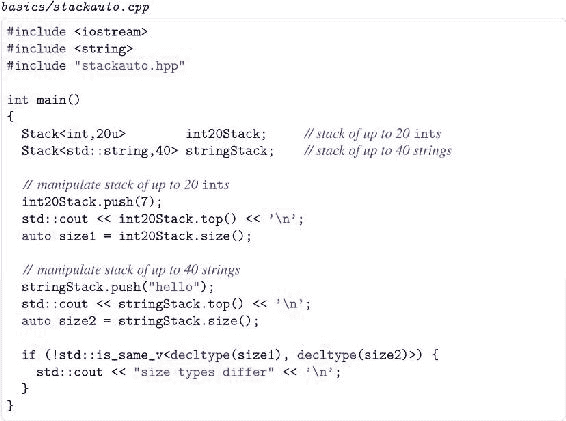 basics/stackauto.cpp
#include <iostream>
#include <string>
#include "stackauto.hpp"
int main()
{
Stack<int,20u> int20Stack; // stack of up to 20 ints
Stack<std::string,40> stringStack; // stack of up to 40 strings
// manipulate stack of up to 20 ints
int20Stack.push(7);
std::cout << int20Stack.top() << '\n';
auto size1 = int20Stack.size();
// manipulate stack of up to 40 strings
stringStack.push("hello");
std::cout << stringStack.top() << '\n';
auto size2 = stringStack.size();
if (!std::is_same_v<decltype(size1), decltype(size2)>) {
std::cout << "size types differ" << '\n';
}
}